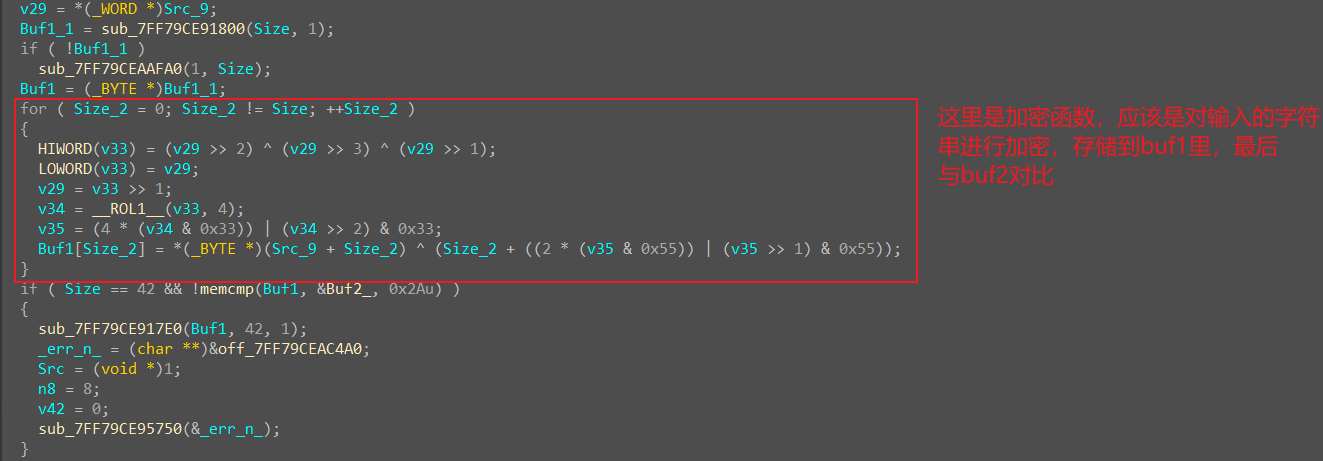 v29 = *(_WORD *)Src_9;
Buf1_1 = sub_7FF79CE91800(Size, 1);
if ( !Buf1_1 )
sub_7FF79CEAAFA0(1, Size);
Buf1 = (_BYTE *)Buf1_1;
for ( Size_2 = 0; Size_2 != Size; ++Size_2 )
{
HIWORD(v33) = (v29 >> 2) ^ (v29 >> 3) ^ (v29 >> 1);
LOWORD(v33) = v29;
v29 = v33 >> 1;
v34 = __ROL1__(v33, 4);
v35 = (4 * (v34 & 0x33)) | (v34 >> 2) & 0x33;
Buf1[Size_2] = *(_BYTE *)(Src_9 + Size_2) ^ (Size_2 + ((2 * (v35 & 0x55)) | (v35 >> 1) & 0x55));
}
这里是加密函数，应该是对输入的字符
串进行加密，存储到buf1里，最后
与buf2对比
if ( Size == 42 && !memcmp(Buf1, &Buf2_, 0x2Au) )
{
sub_7FF79CE917E0(Buf1, 42, 1);
_err_n_ = (char **)&off_7FF79CEAC4A0;
Src = (void *)1;
n8 = 8;
v42 = 0;
sub_7FF79CE95750(&_err_n_);
}